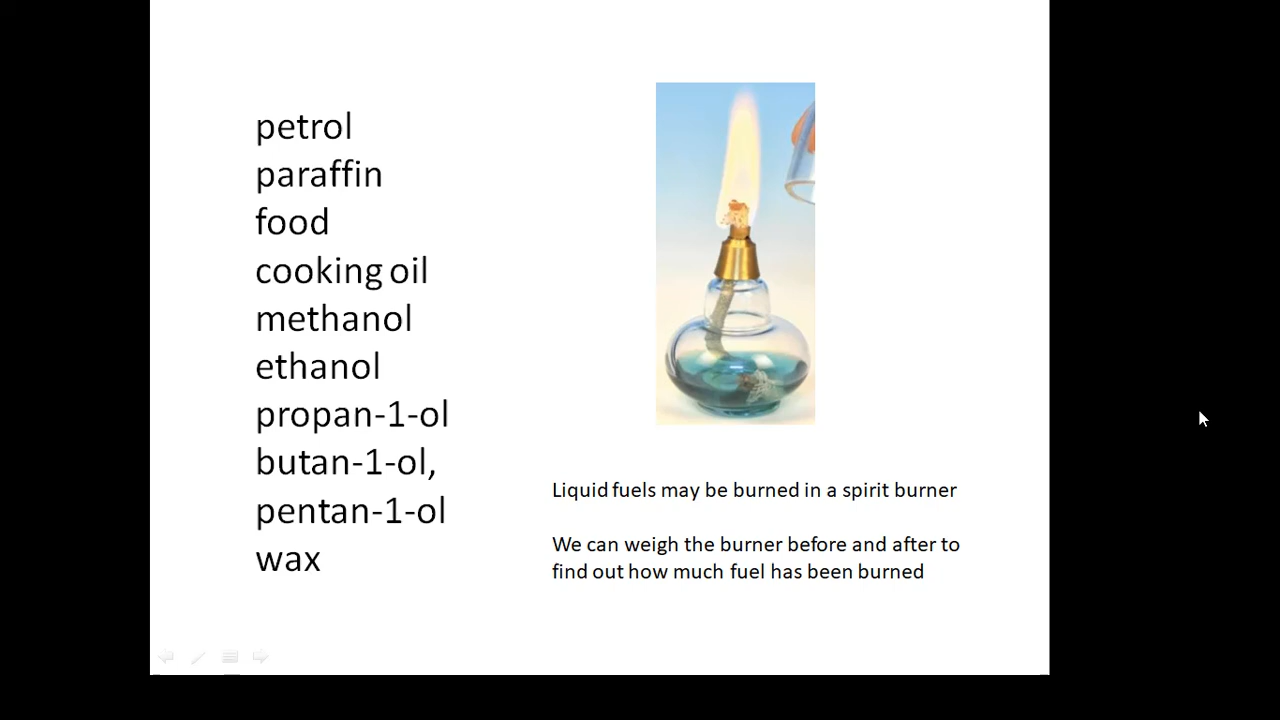 petrol
paraffin
food
cooking oil
methanol
ethanol
propan-1-ol
butan-1-ol,
pentan-1-ol
wax
Liquid fuels may be burned in a spirit burner
We can weigh the burner before and after to
find out how much fuel has been burned